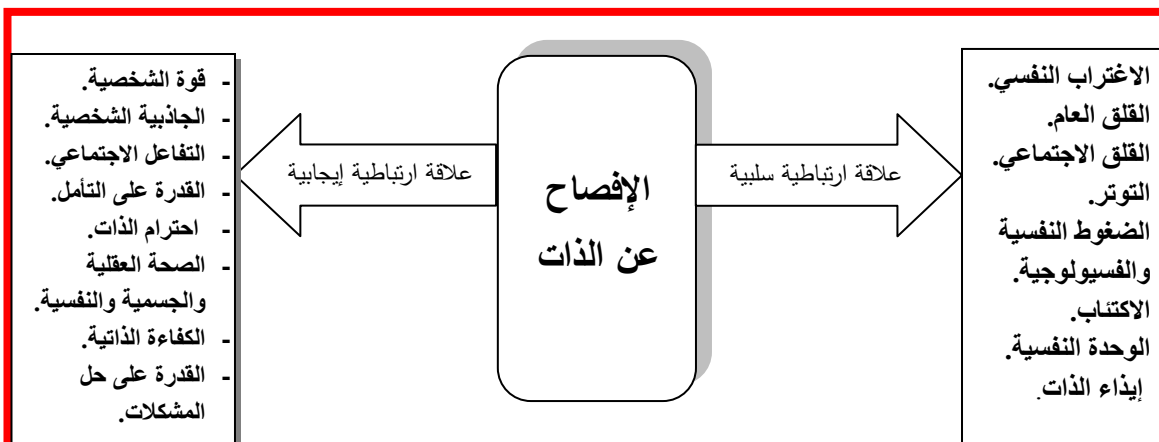 الاغتراب النفسي.
القلق العام.
القلق الاجتماعي.
التوتر.
الضغوط النفسية
والفسيولوجية.
الاكتئاب.
الوحدة النفسية.
إيذاء الذات.
علاقة ارتباطية سلبية
الإفصاح
عن الذات
علاقة ارتباطية إيجابية
- قوة الشخصية.
- الجاذبية الشخصية.
- التفاعل الاجتماعي.
- القدرة على التأمل.
- احترام الذات.
- الصحة العقلية
والجسمية والنفسية.
- الكفاءة الذاتية.
- القدرة على حل
المشكلات.